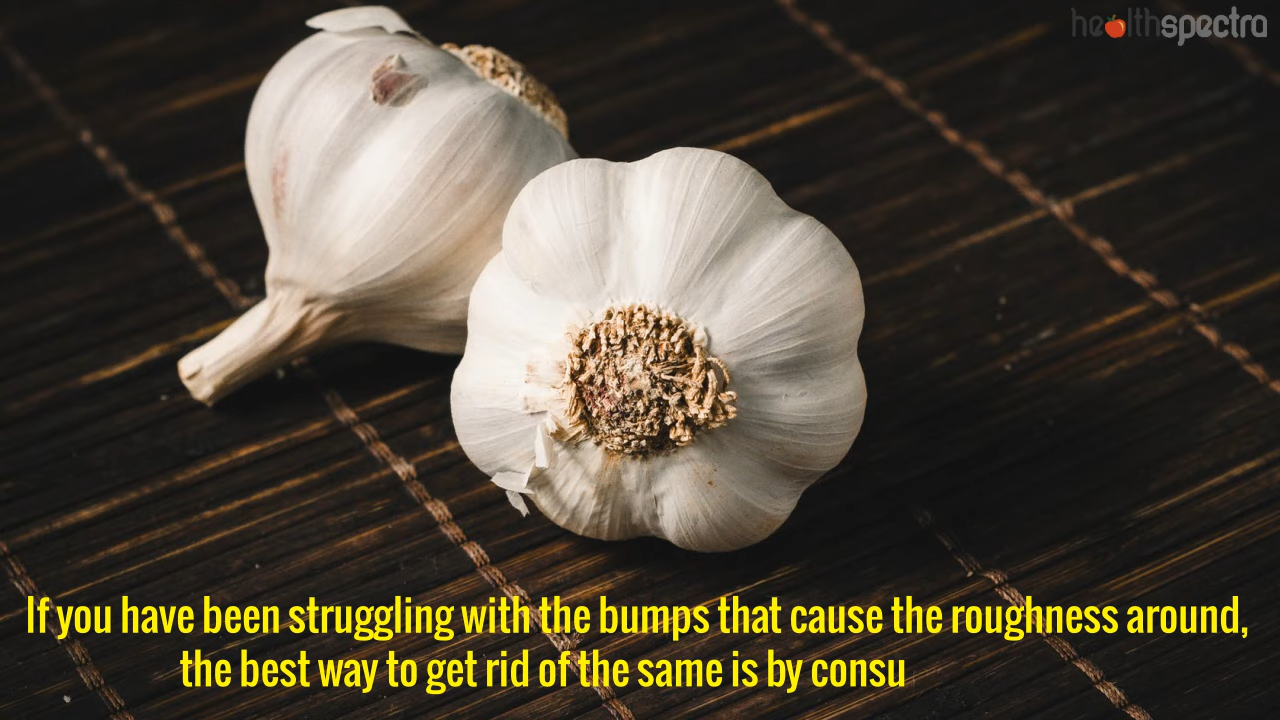 healthspectra
If you have been struggling with the bumps that cause the roughness around,
the best way to get rid of the same is by consu